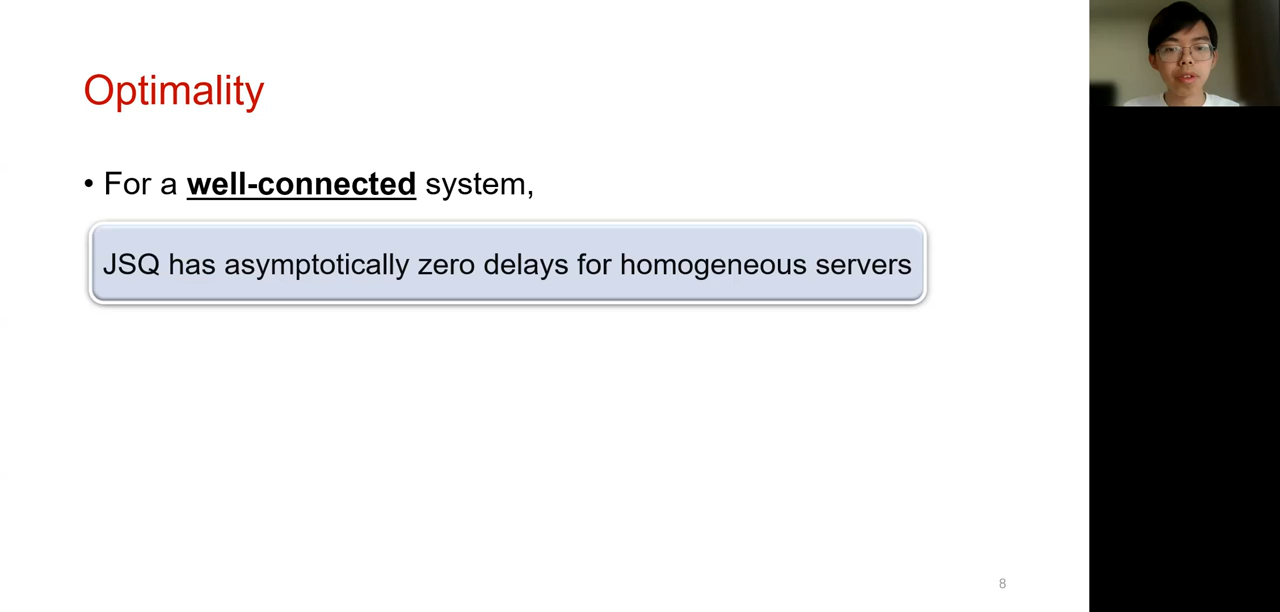 Optimality
• For a well-connected system,
JSQ has asymptotically zero delays for homogeneous servers
8